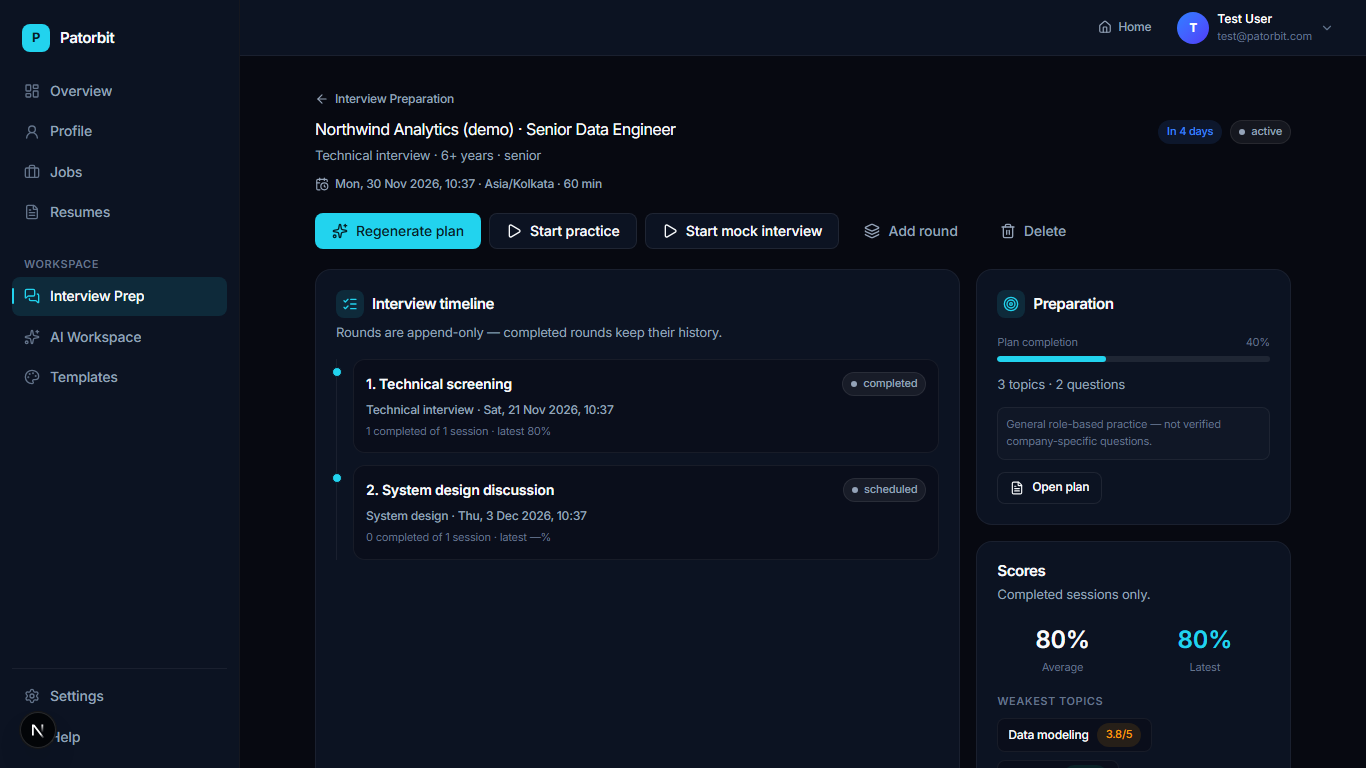 P
Patorbit
Overview
Profile
Jobs
Resumes
WORKSPACE
Interview Prep
AI Workspace
Templates
Settings
N
Help
Home
T
Test User
test@patorbit.com
Interview Preparation
Northwind Analytics (demo) · Senior Data Engineer
In 4 days
active
Technical interview · 6+ years · senior
Mon, 30 Nov 2026, 10:37 · Asia/Kolkata · 60 min
Regenerate plan
Start practice
Start mock interview
Add round
Delete
Interview timeline
Rounds are append-only — completed rounds keep their history.
1. Technical screening
completed
Technical interview · Sat, 21 Nov 2026, 10:37
1 completed of 1 session · latest 80%
2. System design discussion
scheduled
System design · Thu, 3 Dec 2026, 10:37
0 completed of 1 session · latest —%
Preparation
Plan completion
40%
3 topics · 2 questions
General role-based practice — not verified
company-specific questions.
Open plan
Scores
Completed sessions only.
80%
80%
Average
Latest
WEAKEST TOPICS
Data modeling
3.8/5